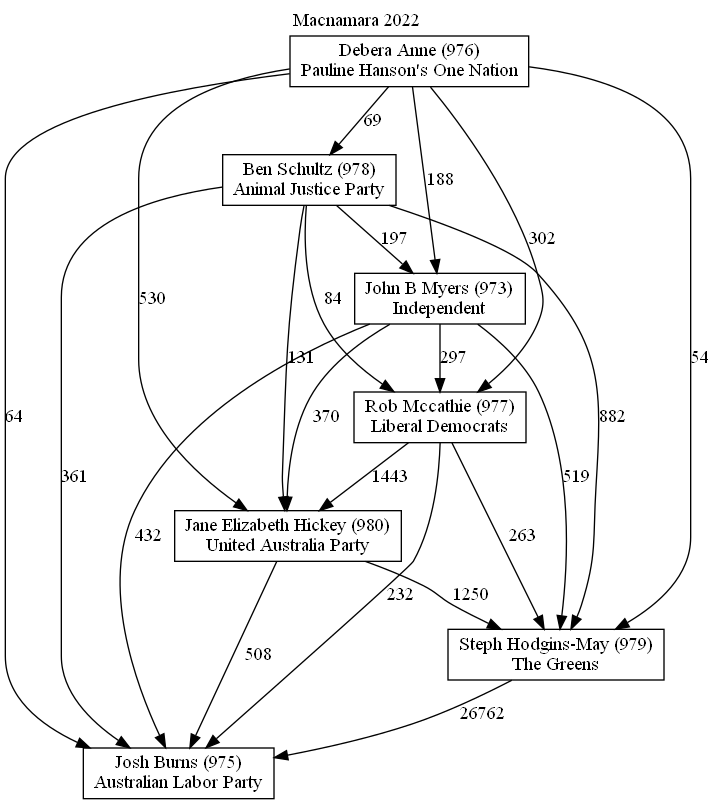 Macnamara 2022
Debera Anne (976)
Pauline Hanson's One Nation
69
Ben Schultz (978)
Animal Justice Party
188
197
302
John B Myers (973)
Independent
530
84
131
297
54
64
370
882
Rob Mccathie (977)
Liberal Democrats
361
1443
519
Jane Elizabeth Hickey (980)
United Australia Party
432
263
232
1250
508
Steph Hodgins-May (979)
The Greens
26762
Josh Burns (975)
Australian Labor Party